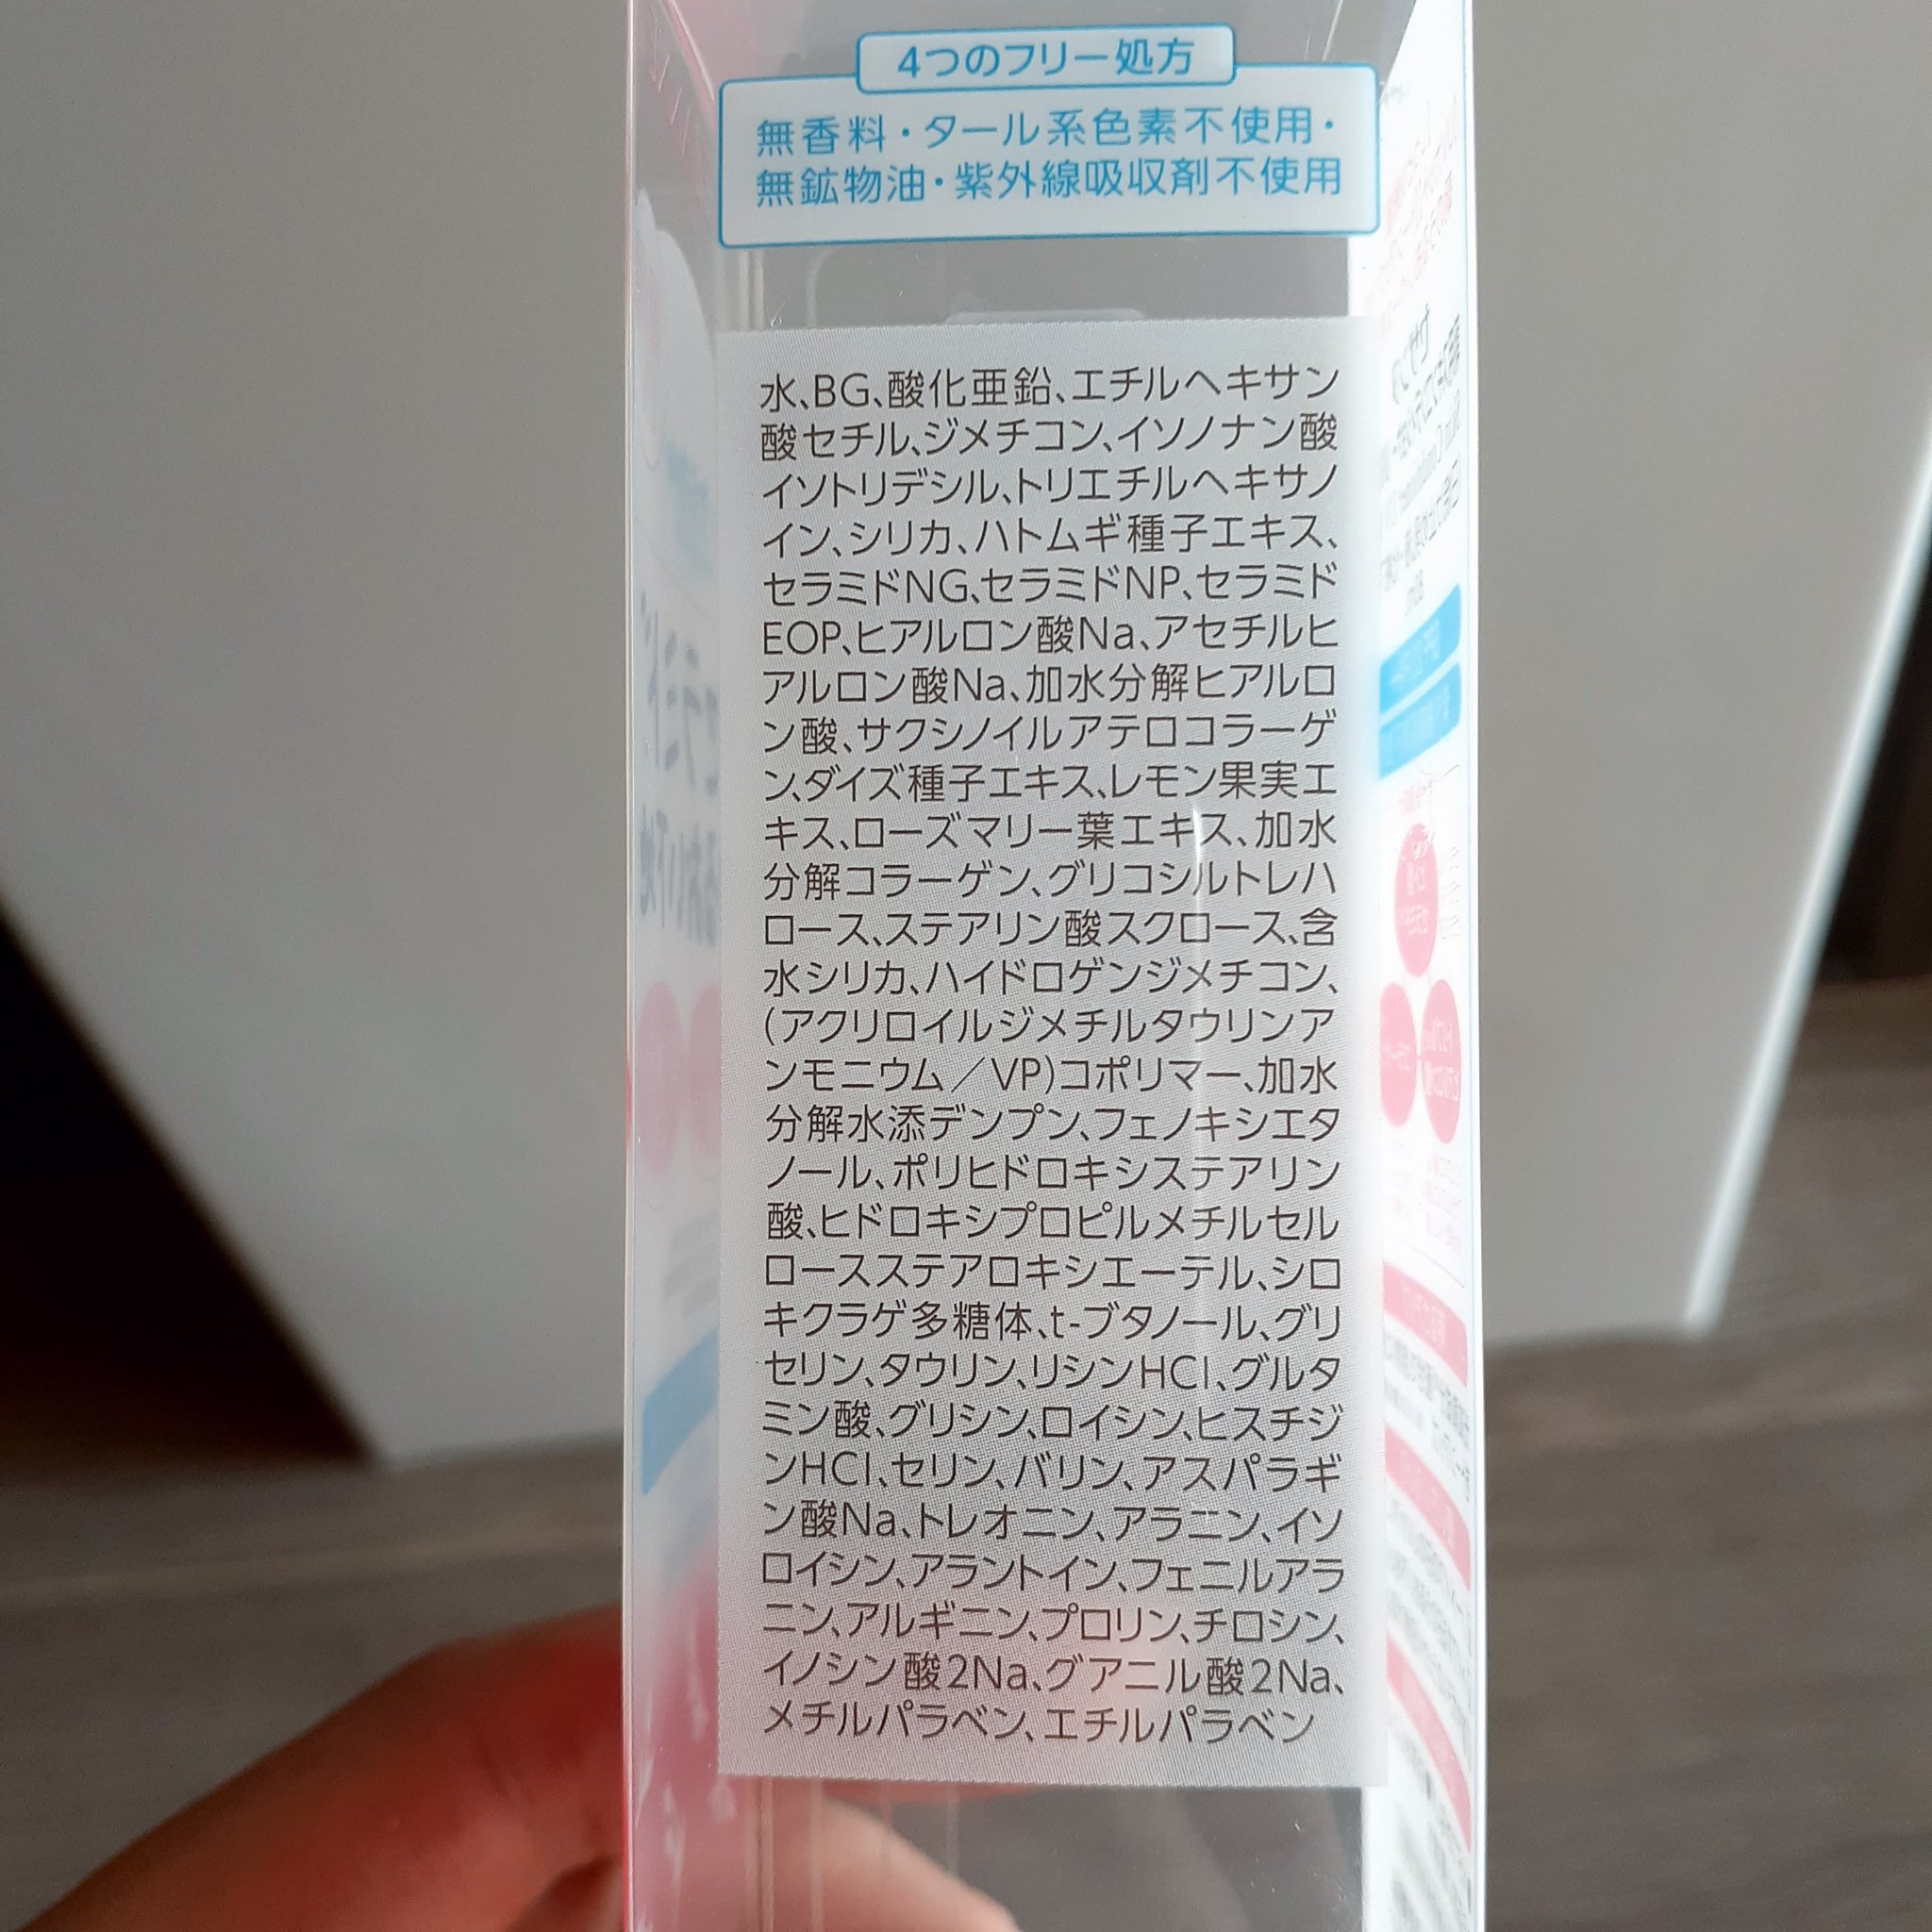 4つのフリー処方
無香料・タール系色素不使用・
無鉱物油・紫外線吸収剤不使用
水、BG、酸化亜鉛、エチルヘキサン
酸セチル、ジメチコン、イソノナン酸
イソトリデシル、トリエチルヘキサノ
イン、シリカ、ハトムギ種子エキス、
セラミドNG、セラミドNP、セラミド
EOP、ヒアルロン酸Na、アセチルヒ
アルロン酸Na、加水分解ヒアルロ
ン酸、サクシノイルアテロコラーゲ
ン、ダイズ種子エキス、レモン果実エ
キス、ローズマリー葉エキス、加水
分解コラーゲン、グリコシルトレハ
ロース、ステアリン酸スクロース、含
水シリカ、ハイドロゲンジメチコン、
(アクリロイルジメチルタウリンア
ンモニウム／VP)コポリマー、加水
分解水添デンプン、フェノキシエタ
ノール、ポリヒドロキシステアリン
酸、ヒドロキシプロピルメチルセル
ロースステアロキシエーテル、シロ
キクラゲ多糖体、t-ブタノール、グリ
セリン、タウリン、リシンHCl、グルタ
ミン酸、グリシン、ロイシン、ヒスチジ
ンHCl、セリン、バリン、アスパラギ
ン酸Na、トレオニン、アラニン、イソ
ロイシン、アラントイン、フェニルアラ
ニン、アルギニン、プロリン、チロシン、
イノシン酸2Na、グアニル酸2Na、
メチルパラベン、エチルパラベン